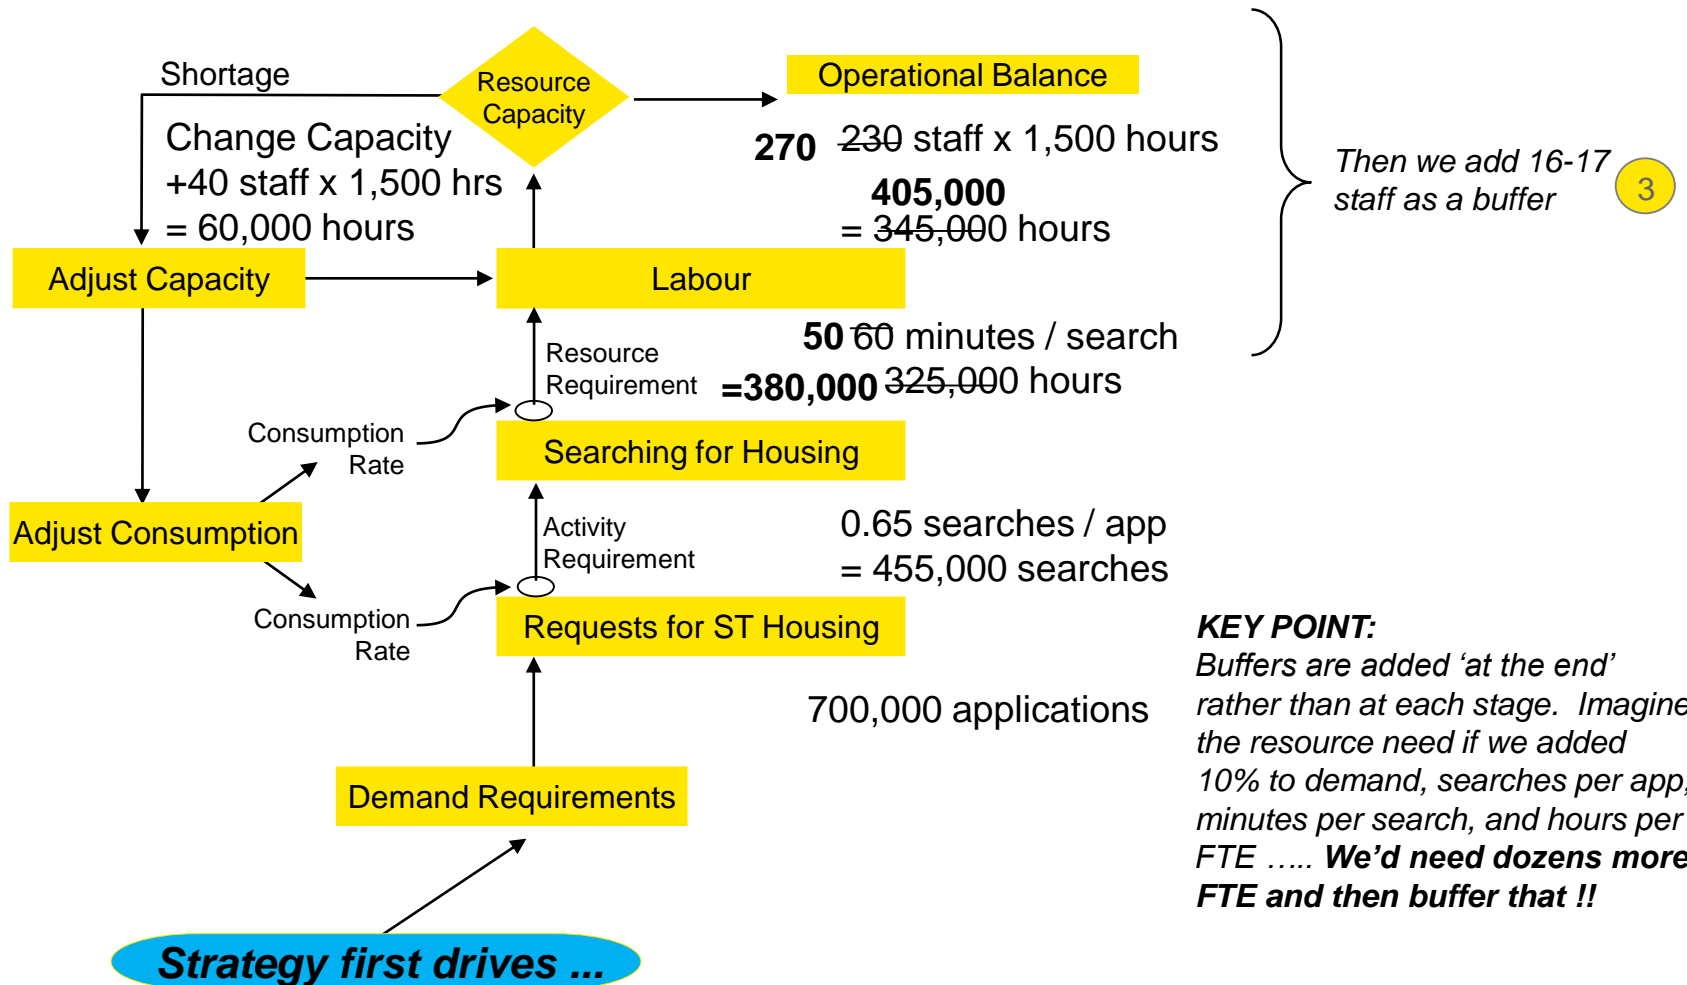 Shortage
Resource
Capacity
Operational Balance
Change Capacity
+40 staff x 1,500 hrs
= 60,000 hours
270 230 staff x 1,500 hours
405,000
= 345,000 hours
Then we add 16-17
staff as a buffer
3
Adjust Capacity
Labour
50 60 minutes / search
=380,000 325,000 hours
Resource
Requirement
Consumption
Rate
Searching for Housing
Adjust Consumption
Activity
Requirement
0.65 searches / app
= 455,000 searches
Consumption
Rate
Requests for ST Housing
700,000 applications
KEY POINT:
Buffers are added ‘at the end’
rather than at each stage. Imagine
the resource need if we added
10% to demand, searches per app,
minutes per search, and hours per
FTE ….. We’d need dozens more
FTE and then buffer that !!
Demand Requirements
Strategy first drives ...